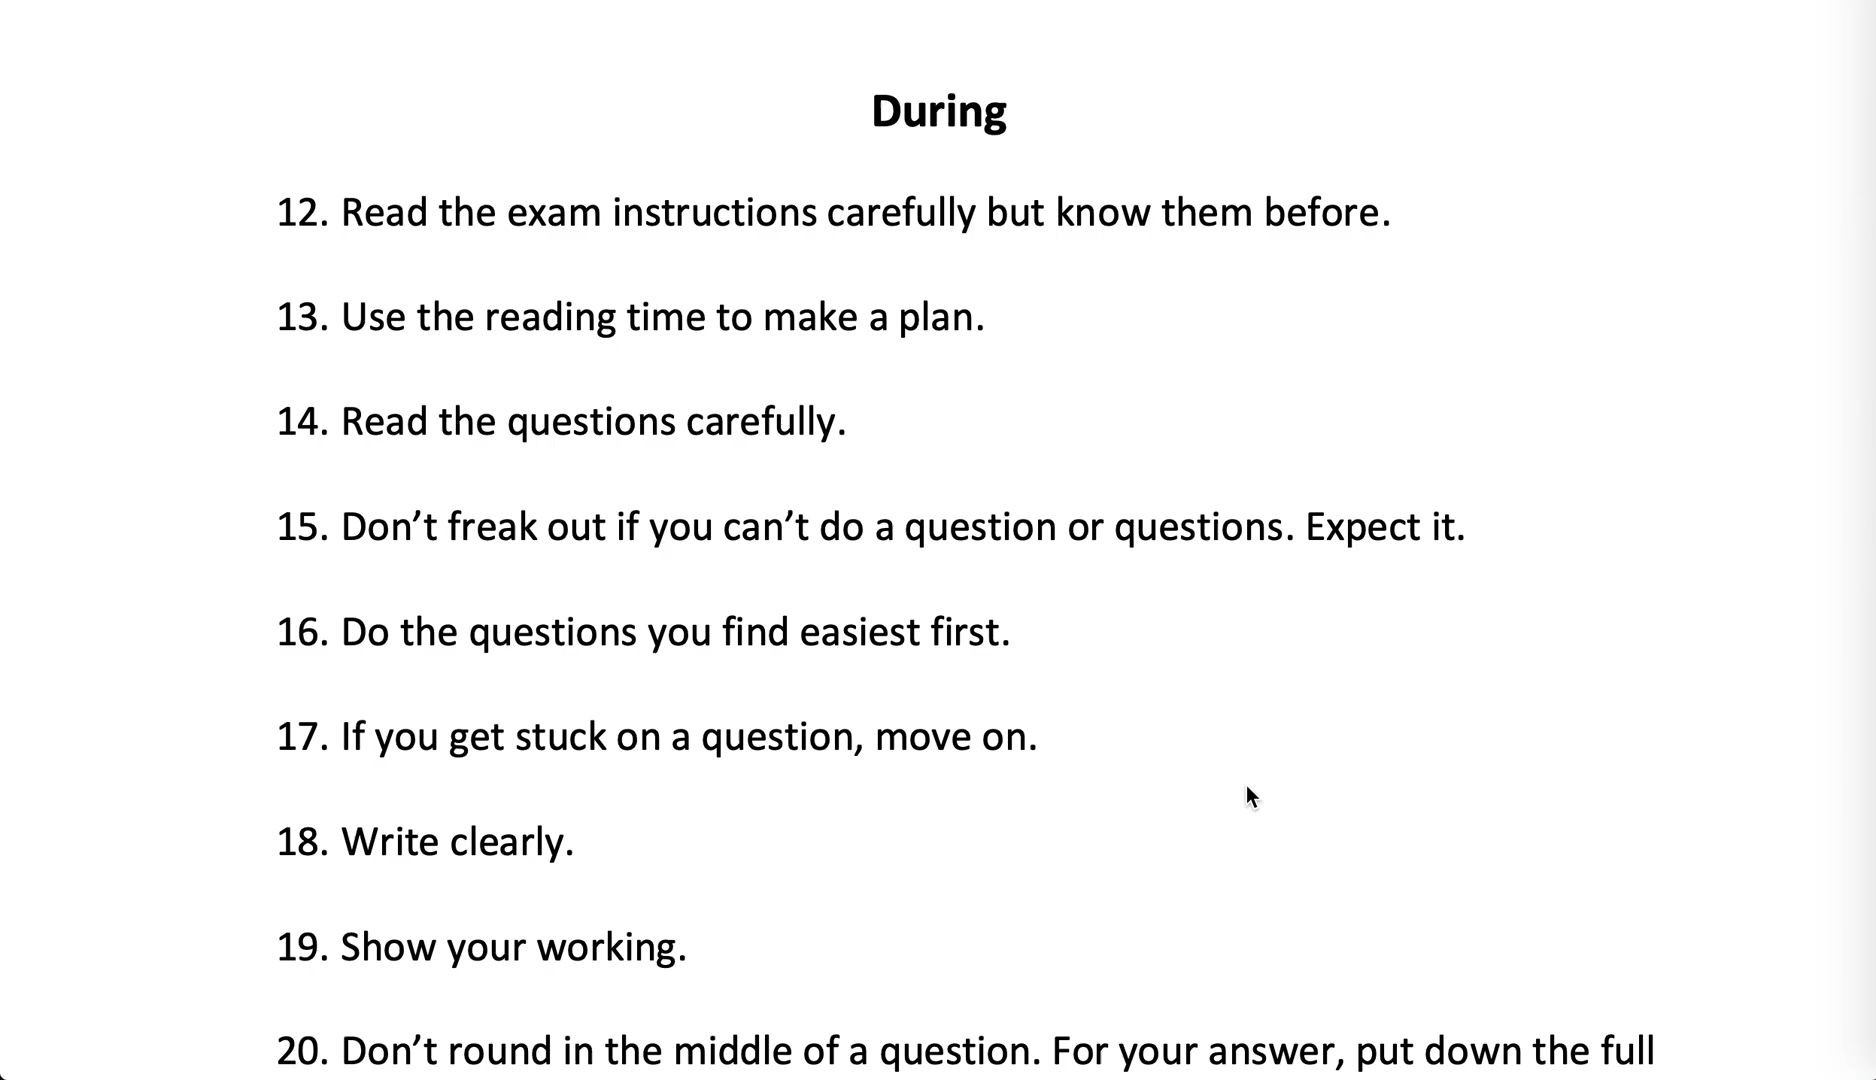 During
12. Read the exam instructions carefully but know them before.
13. Use the reading time to make a plan.
14. Read the questions carefully.
15. Don’t freak out if you can’t do a question or questions. Expect it.
16. Do the questions you find easiest first.
17. If you get stuck on a question, move on.
18. Write clearly.
19. Show your working.
20. Don’t round in the middle of a question. For your answer, put down the full